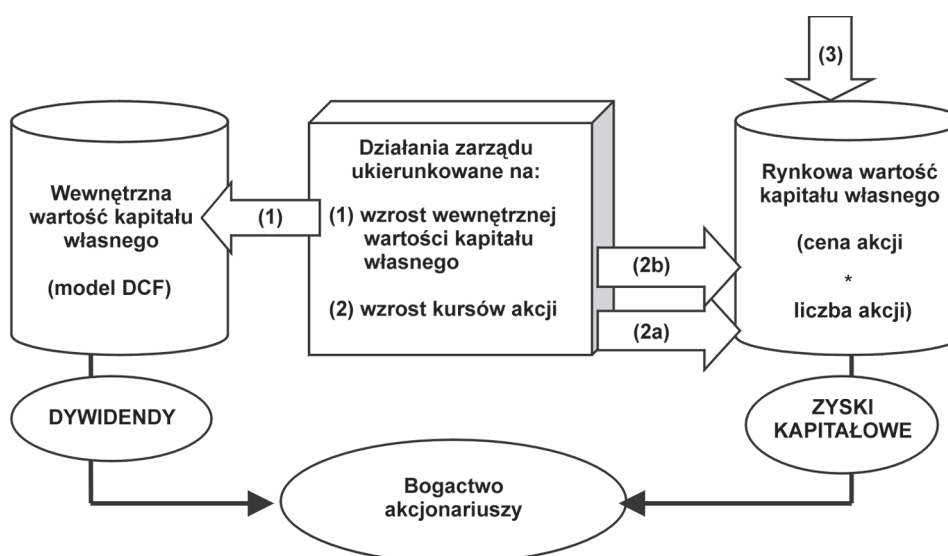 (3)
Wewnętrzna
wartość kapitału
własnego
(model DCF)
(1)
Działania zarządu
ukierunkowane na:
(1) wzrost wewnętrznej
wartości kapitału
własnego
(2) wzrost kursów akcji
(2b)
(2a)
Rynkowa wartość
kapitału własnego
(cena akcji
*
liczba akcji)
DYWIDENDY
ZYSKI
KAPITAŁOWE
Bogactwo
akcjonariuszy